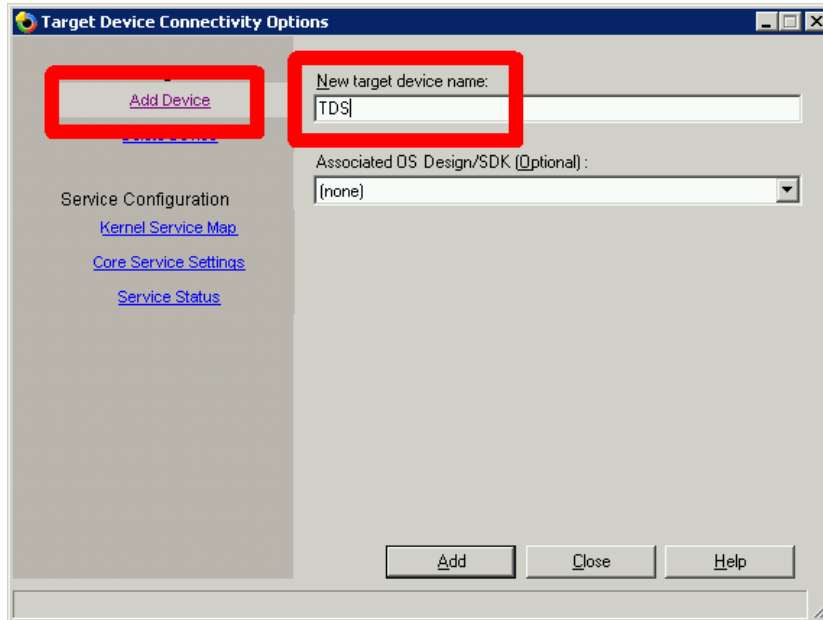 Target Device Connectivity Options
Add Device
Service Configuration
Kernel Service Map
Core Service Settings
Service Status
New target device name:
TDS
Associated OS Design/SDK (Optional) :
(none)
Add
Close
Help